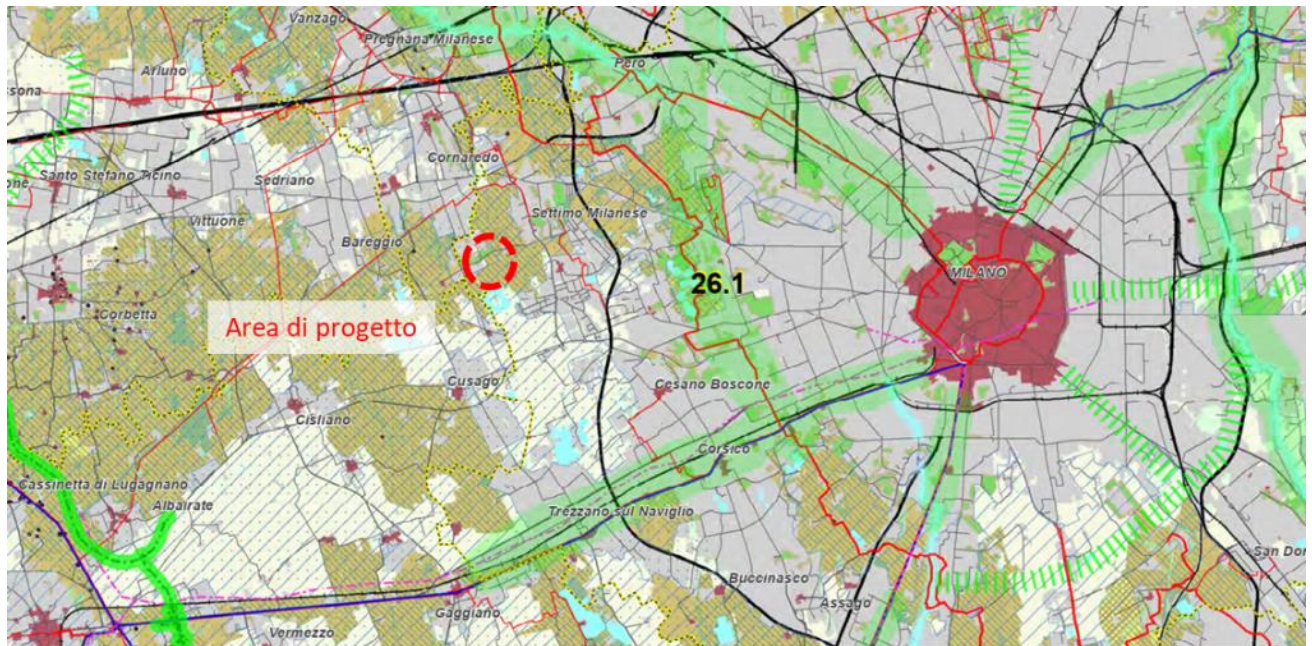 Vanzago
Pregnana Milanese
Pero
Arluno
Cornaredo
Santo Stefano Ticino
Sedriano
Vittuone
Settimo Milanese
Bareggio
MILANO
26.1
Corbetta
Area di progetto
Cusago
Cesano Boscone
Cisliano
Corsico
Cassinetta di Lugagnano
Albairate
Trezzano sul Naviglio
San Don
Buccinasco
Assago
Gaggiano
Vermezzo